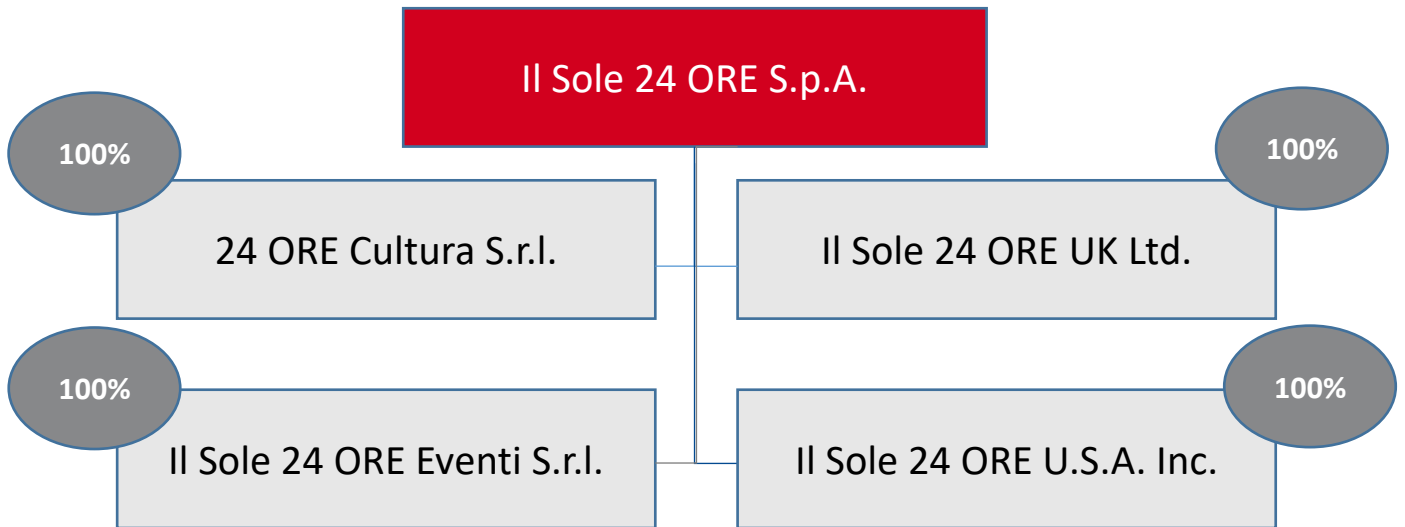 Il Sole 24 ORE S.p.A.
100%
100%
24 ORE Cultura S.r.l.
Il Sole 24 ORE UK Ltd.
100%
100%
Il Sole 24 ORE Eventi S.r.l.
Il Sole 24 ORE U.S.A. Inc.